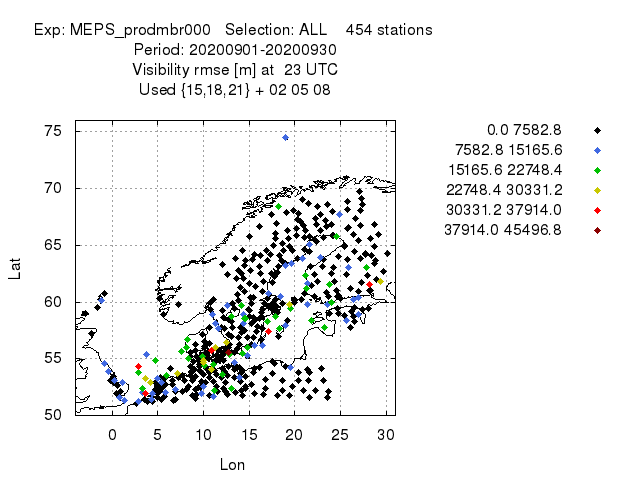 Exp: MEPS_prodmbr000 Selection: ALL 454 stations
Period: 20200901-20200930
Visibility rmse [m] at 23 UTC
Used {15,18,21} + 02 05 08
0.0 7582.8
7582.8 15165.6
15165.6 22748.4
22748.4 30331.2
30331.2 37914.0
37914.0 45496.8
75
70
65
60
55
50
Lat
0 5 10 15 20 25 30
Lon